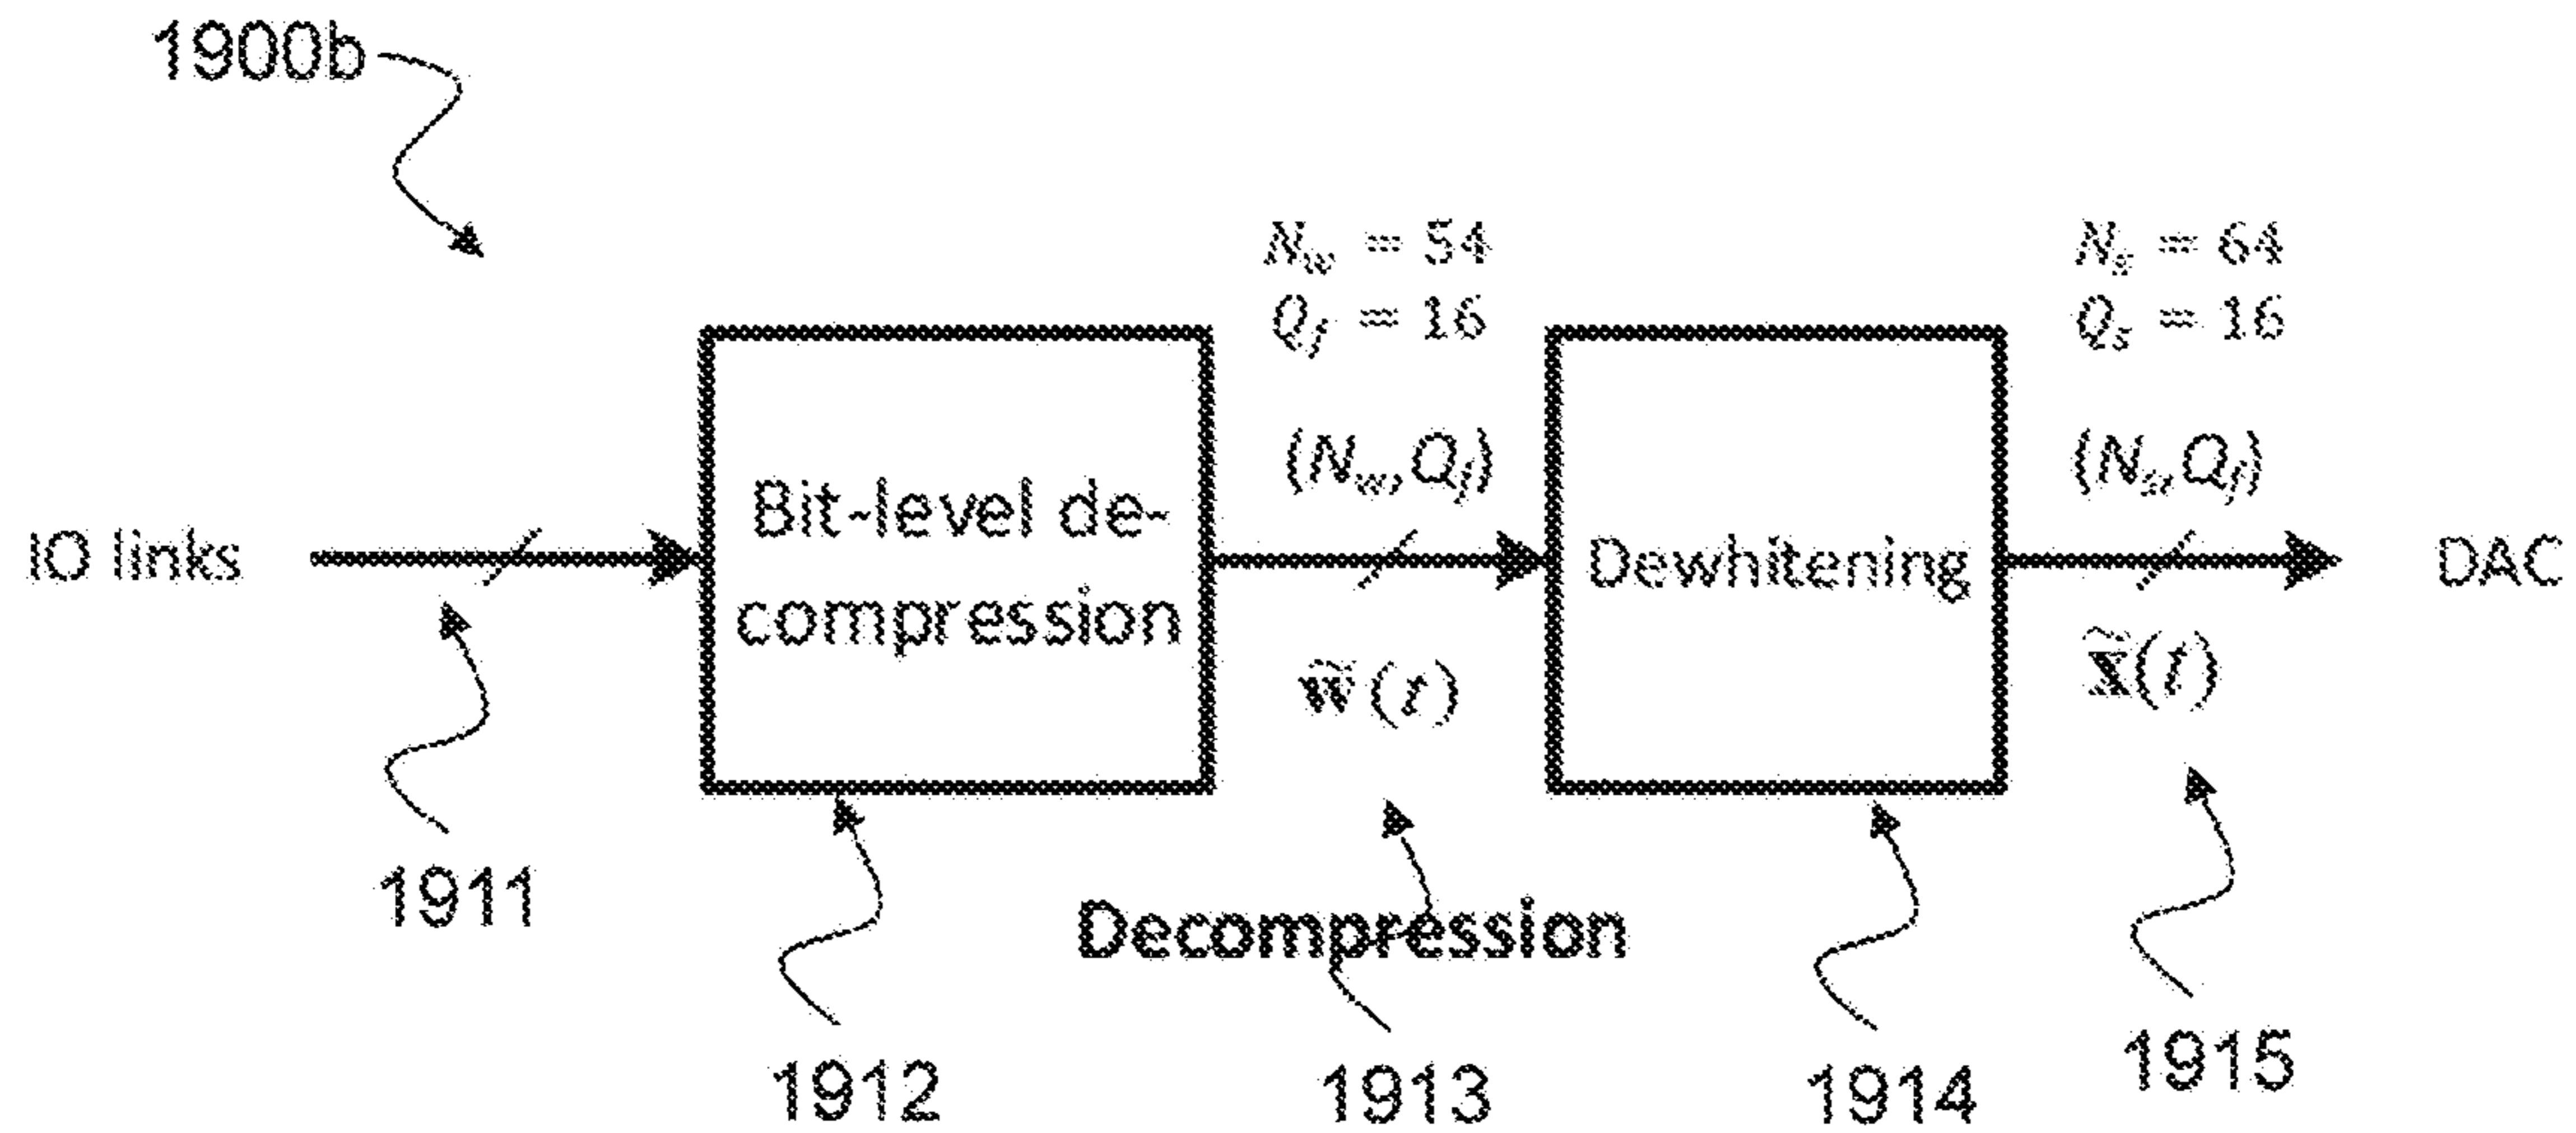 1900b
N_w = 54
Q_f = 16
N_s = 64
Q_s = 16
(N_w, Q_f)
(N_s, Q_f)
IO links
Bit-level de-
compression
Dewhitening
DAC
w̃(t)
x̃(t)
1911
Decompression
1912
1913
1914
1915